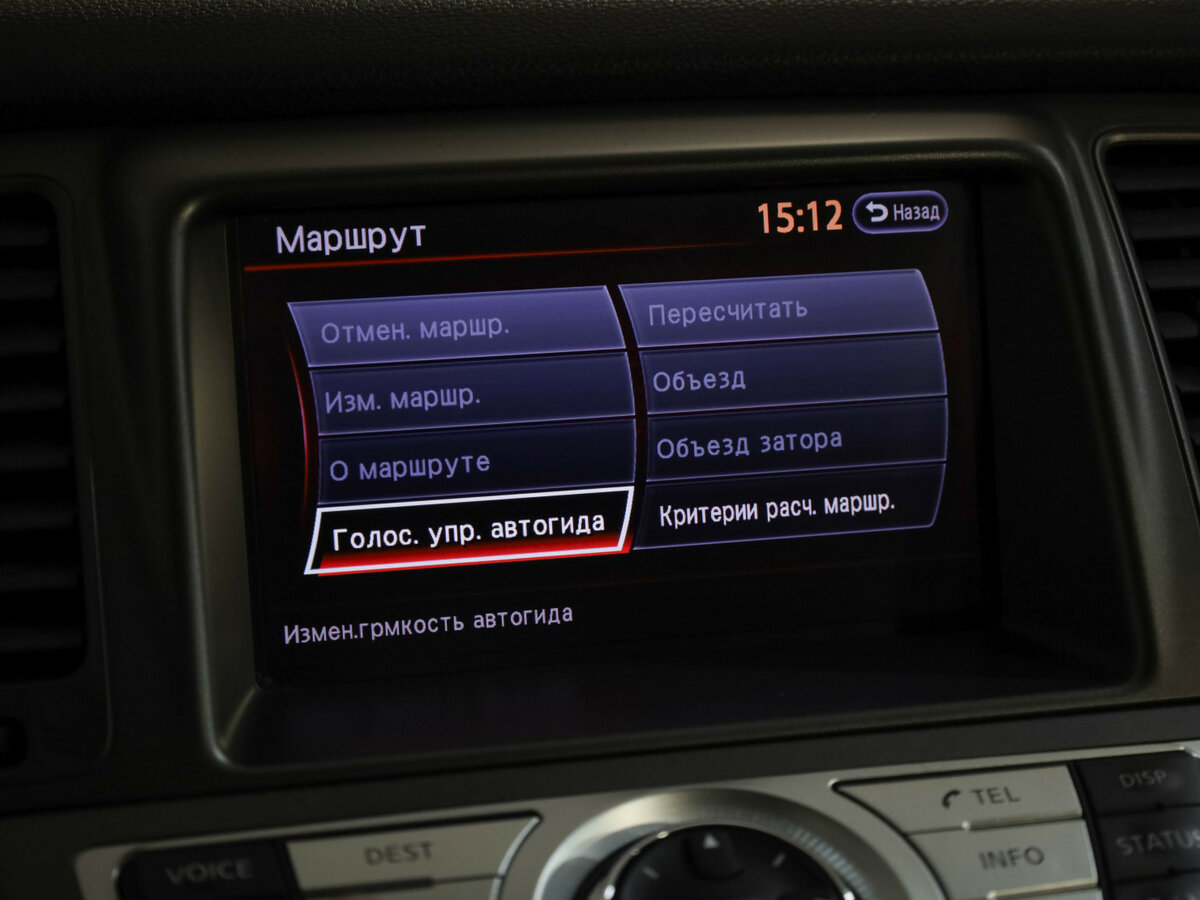 Маршрут 15:12 Назад
Отмен. маршр. Пересчитать
Изм. маршр. Объезд
О маршруте Объезд затора
Голос. упр. автогида Критерии расч. маршр.
Измен.грмкость автогида
TEL DISP
VOICE DEST INFO STATUS